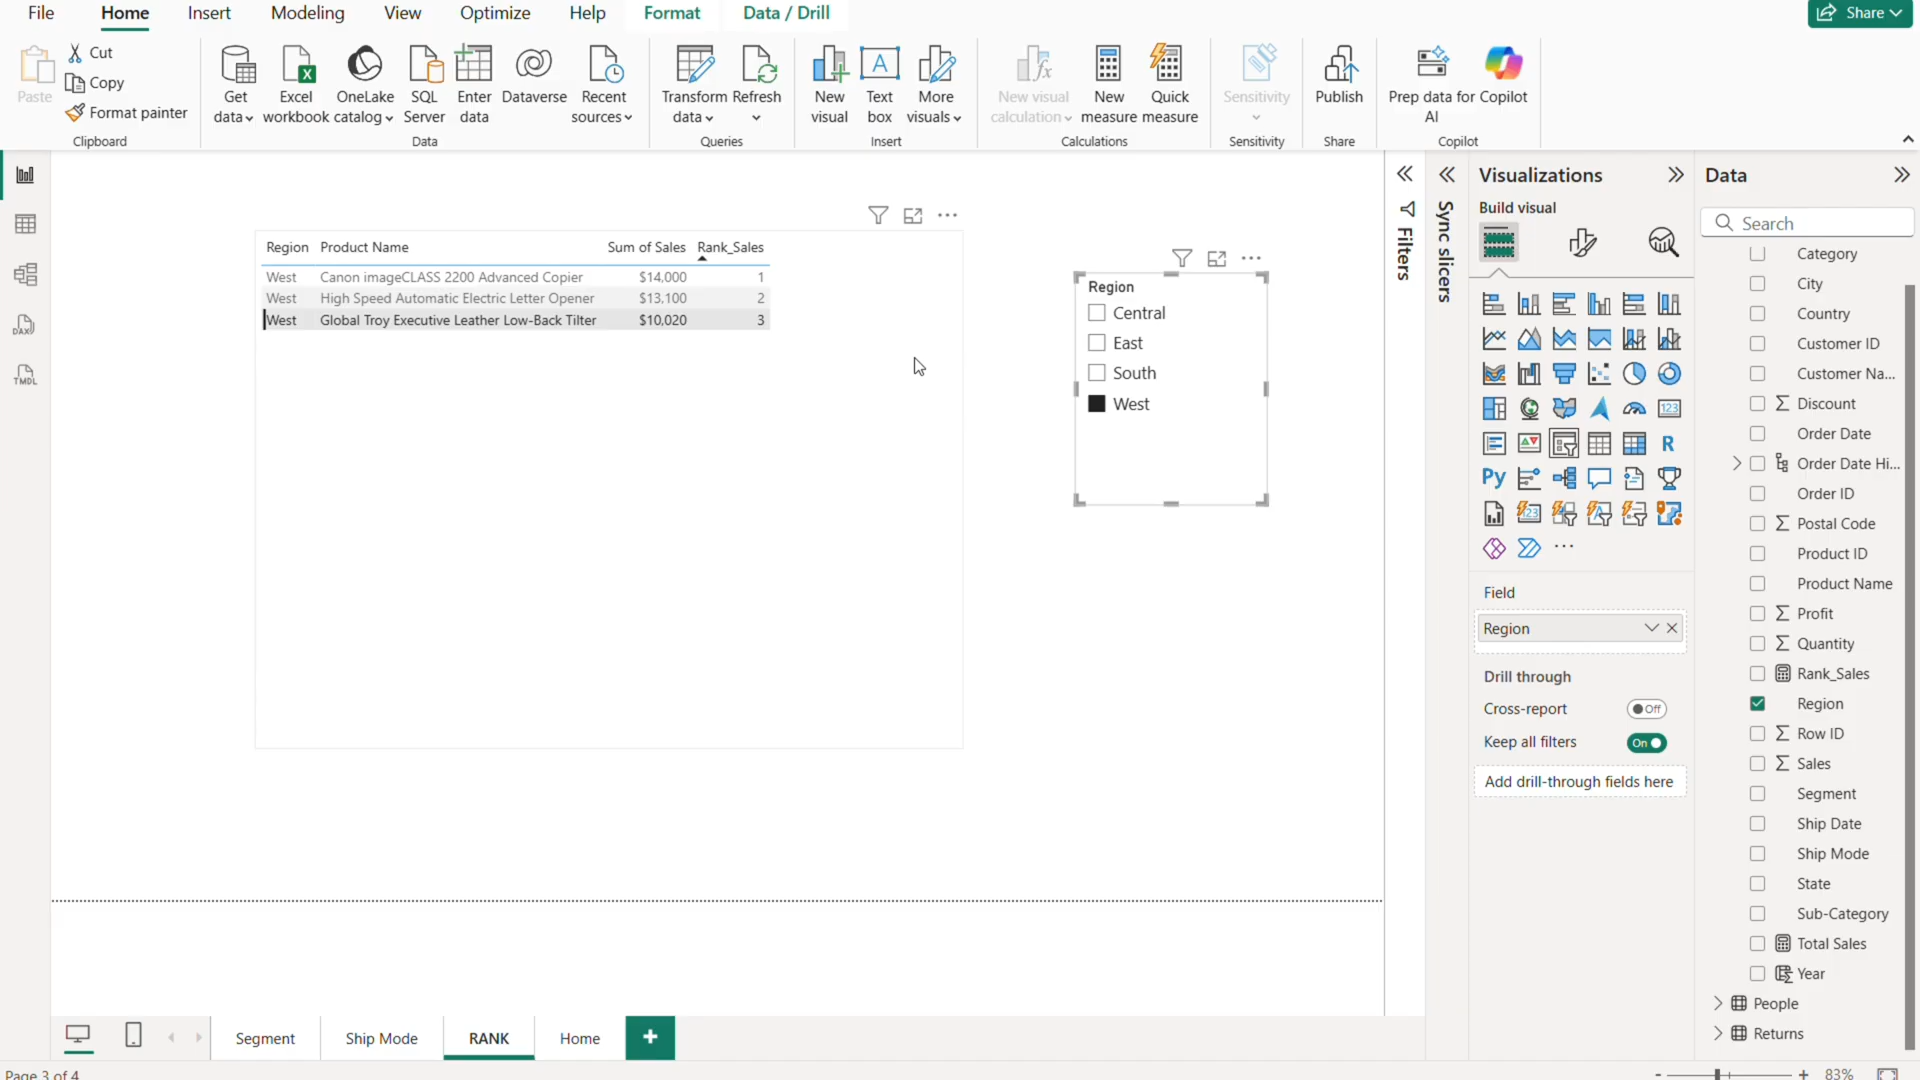 File Home Insert Modeling View Optimize Help Format Data / Drill Share
Paste
Cut
Copy
Format painter
Clipboard
Get data
Excel workbook
OneLake catalog
SQL Server
Enter data
Dataverse
Recent sources
Data
Transform data
Refresh
Queries
New visual
Text box
More visuals
Insert
New visual calculation
New measure
Quick measure
Calculations
Sensitivity
Sensitivity
Publish
Share
Prep data for AI
Copilot
Copilot
DAX
TMDL
Region Product Name Sum of Sales Rank_Sales
West Canon imageCLASS 2200 Advanced Copier $14,000 1
West High Speed Automatic Electric Letter Opener $13,100 2
West Global Troy Executive Leather Low-Back Tilter $10,020 3
Region
Central
East
South
West
Filters
Sync slicers
Visualizations
Build visual
123
R
Py
123
Field
Region
Drill through
Cross-report Off
Keep all filters On
Add drill-through fields here
Data
Search
Category
City
Country
Customer ID
Customer Na...
Discount
Order Date
Order Date Hi...
Order ID
Postal Code
Product ID
Product Name
Profit
Quantity
Rank_Sales
Region
Row ID
Sales
Segment
Ship Date
Ship Mode
State
Sub-Category
Total Sales
Year
People
Returns
Segment Ship Mode RANK Home +
Page 3 of 4
- + 83%